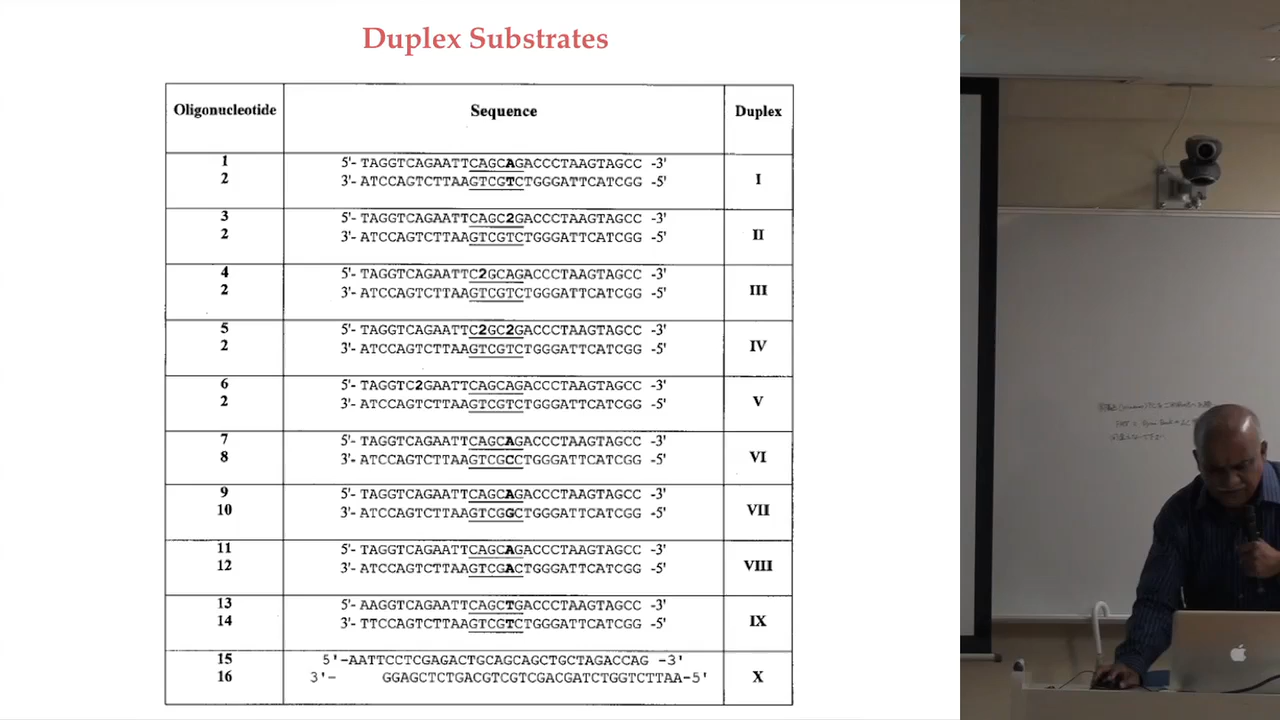 Duplex Substrates
Oligonucleotide Sequence Duplex
1 5'- TAGGTCAGAATTCAGCAGACCCTAAGTAGCC -3'
2 3'- ATCCAGTCTTAAGTCGTCTGGGATTCATCGG -5' I
3 5'- TAGGTCAGAATTCAGC2GACCCTAAGTAGCC -3'
2 3'- ATCCAGTCTTAAGTCGTCTGGGATTCATCGG -5' II
4 5'- TAGGTCAGAATTC2GCAGACCCTAAGTAGCC -3'
2 3'- ATCCAGTCTTAAGTCGTCTGGGATTCATCGG -5' III
5 5'- TAGGTCAGAATTC2GC2GACCCTAAGTAGCC -3'
2 3'- ATCCAGTCTTAAGTCGTCTGGGATTCATCGG -5' IV
6 5'- TAGGTC2GAATTCAGCAGACCCTAAGTAGCC -3'
2 3'- ATCCAGTCTTAAGTCGTCTGGGATTCATCGG -5' V
7 5'- TAGGTCAGAATTCAGCAGACCCTAAGTAGCC -3'
8 3'- ATCCAGTCTTAAGTCGCCTGGGATTCATCGG -5' VI
9 5'- TAGGTCAGAATTCAGCAGACCCTAAGTAGCC -3'
10 3'- ATCCAGTCTTAAGTCGGCTGGGATTCATCGG -5' VII
11 5'- TAGGTCAGAATTCAGCAGACCCTAAGTAGCC -3'
12 3'- ATCCAGTCTTAAGTCGACTGGGATTCATCGG -5' VIII
13 5'- AAGGTCAGAATTCAGCTGACCCTAAGTAGCC -3'
14 3'- TTCCAGTCTTAAGTCGTCTGGGATTCATCGG -5' IX
15 5'-AATTCCTCGAGACTGCAGCAGCTGCTAGACCAG -3'
16 3'- GGAGCTCTGACGTCGTCGACGATCTGGTCTTAA-5' X